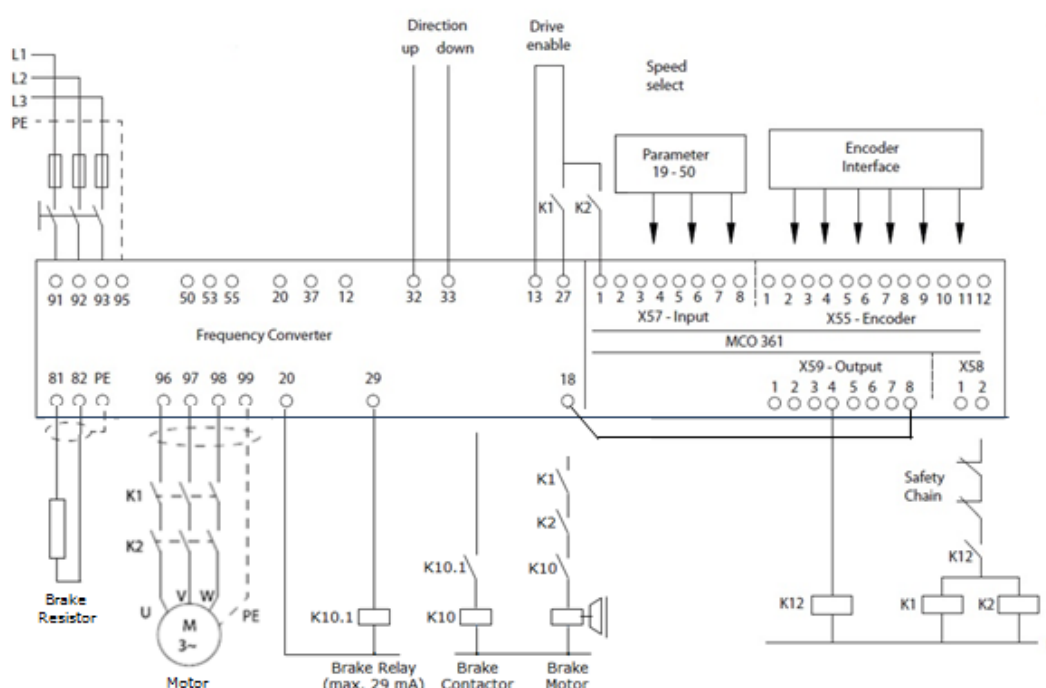 Direction
up down
Drive
enable
Speed
select
L1
L2
L3
PE
Parameter
19 - 50
Encoder
Interface
K1 K2
91 92 93 95 50 53 55 20 37 12 32 33 13 27 1 2 3 4 5 6 7 8 1 2 3 4 5 6 7 8 9 10 11 12
X57 - Input X55 - Encoder
Frequency Converter
MCO 361
X59 - Output X58
81 82 PE 96 97 98 99 20 29 18 1 2 3 4 5 6 7 8 1 2
K1
K2
K1
K2
Safety
Chain
K10.1 K10
K12
Brake
Resistor
U V W PE
M
3~
K10.1 K10
K12 K1 K2
Motor
Brake Relay
(max. 29 mA)
Brake
Contactor
Brake
Motor